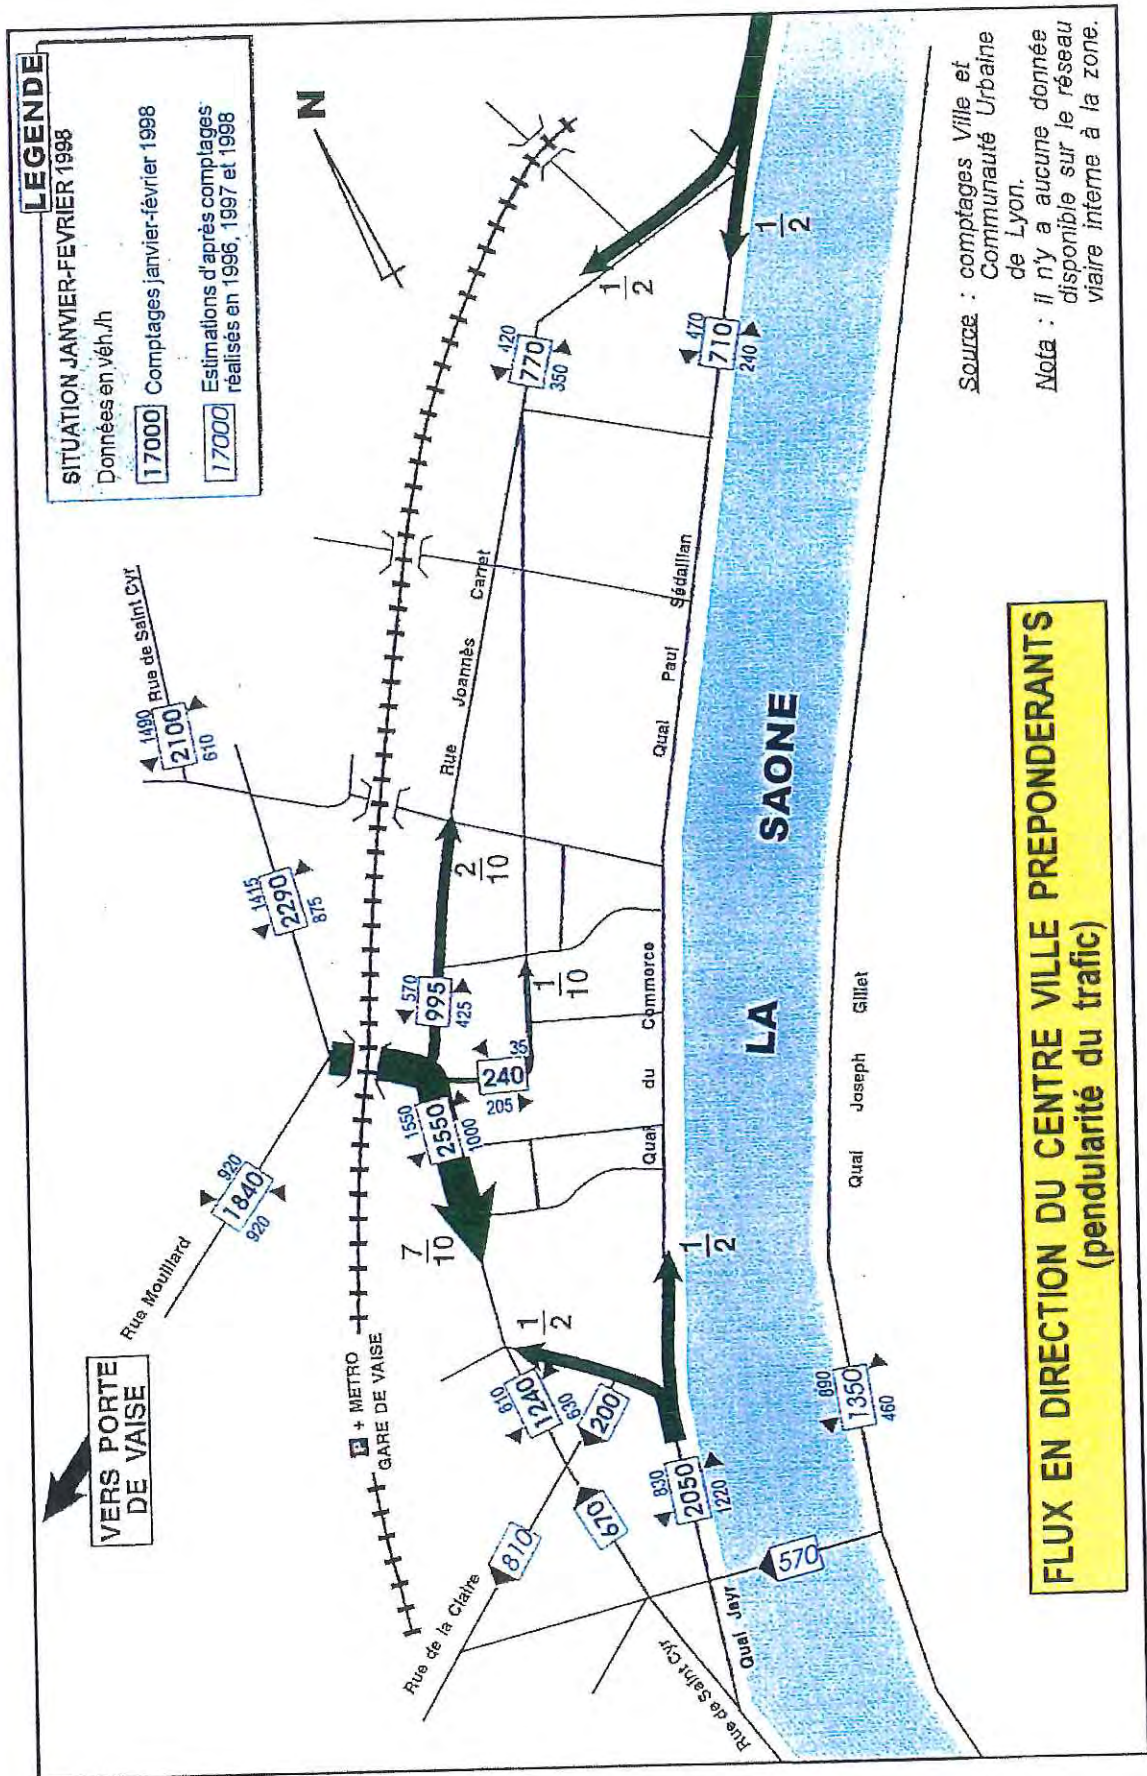 LEGENDE
SITUATION JANVIER-FEVRIER 1998
Données en véh./h
17000 Comptages janvier-février 1998
17000 Estimations d'après comptages
réalisés en 1996, 1997 et 1998
N
VERS PORTE
DE VAISE
Rue Mouillard
920
1840
920
1415
2290
875
1490
2100
610
Rue de Saint Cyr
P + METRO
GARE DE VAISE
7
10
1550
2550
1000
570
995
425
2
10
240
205
1
10
Rue Joannès Carret
420
770
350
1
2
470
710
240
1
2
Rue de la Claire
810
670
810
1240
630
200
1
2
1
2
830
2050
1220
570
Rue de Saint Cyr
Quai Jayr
Quai du Commerce
Quai Paul Sédallian
LA SAONE
Quai Joseph Gillet
890
1350
460
Source : comptages Ville et
Communauté Urbaine
de Lyon.
Nota : il n'y a aucune donnée
disponible sur le réseau
viaire interne à la zone.
FLUX EN DIRECTION DU CENTRE VILLE PREPONDERANTS
(pendularité du trafic)